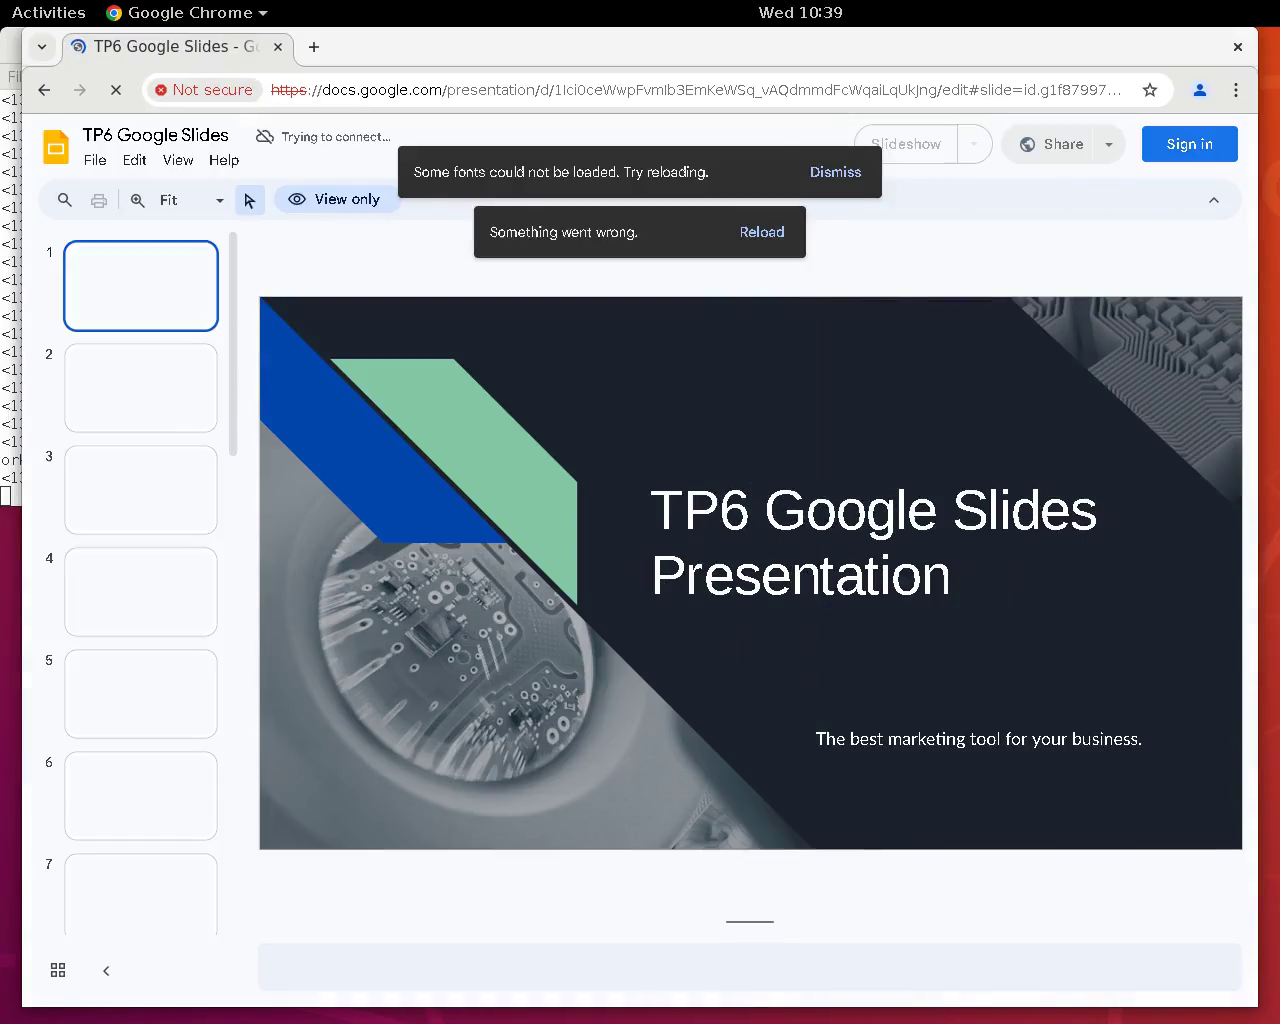 Activities
Google Chrome
Wed 10:39
TP6 Google Slides - Go
Not secure
https://docs.google.com/presentation/d/1Ici0ceWwpFvmIb3EmKeWSq_vAQdmmdFcWqaiLqUkJng/edit#slide=id.g1f87997...
TP6 Google Slides
Trying to connect...
File Edit View Help
Slideshow
Share
Sign in
Some fonts could not be loaded. Try reloading.
Dismiss
Fit
View only
Something went wrong.
Reload
1
2
3
4
5
6
7
TP6 Google Slides
Presentation
The best marketing tool for your business.